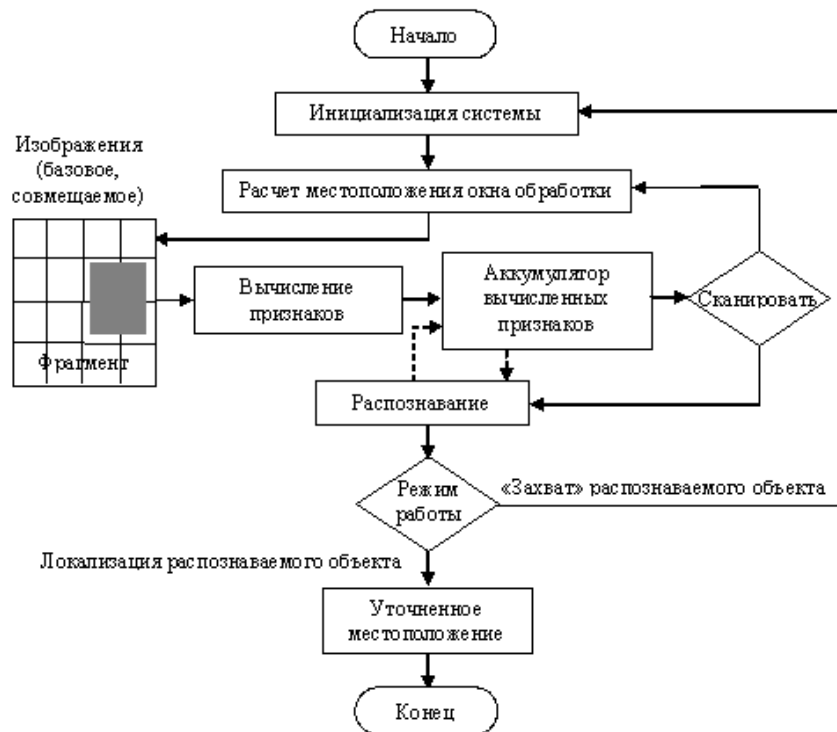 Начало
Инициализация системы
Изображения
(базовое,
совмещаемое)
Расчет местоположения окна обработки
Вычисление
признаков
Аккумулятор
вычисленных
признаков
Сканировать
Фрагмент
Распознавание
Режим
работы
«Захват» распознаваемого объекта
Локализация распознаваемого объекта
Уточненное
местоположение
Конец